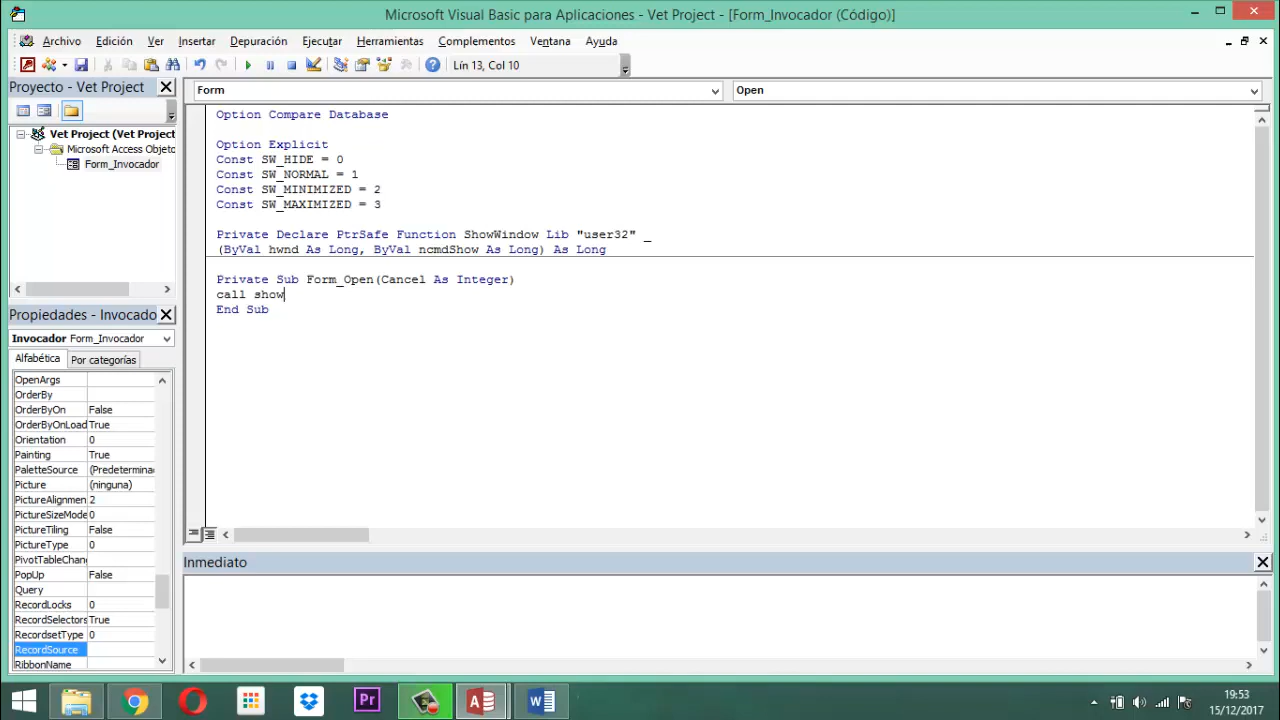 Microsoft Visual Basic para Aplicaciones - Vet Project - [Form_Invocador (Código)]
Archivo Edición Ver Insertar Depuración Ejecutar Herramientas Complementos Ventana Ayuda
Lín 13, Col 10
Proyecto - Vet Project
Vet Project (Vet Project
Microsoft Access Objeto
Form_Invocador
Propiedades - Invocado
Invocador Form_Invocador
Alfabética Por categorías
OpenArgs
OrderBy
OrderByOn False
OrderByOnLoad True
Orientation 0
Painting True
PaletteSource (Predetermina
Picture (ninguna)
PictureAlignmen 2
PictureSizeMode 0
PictureTiling False
PictureType 0
PivotTableChang
PopUp False
Query
RecordLocks 0
RecordSelectors True
RecordsetType 0
RecordSource
RibbonName
Form Open
Option Compare Database
Option Explicit
Const SW_HIDE = 0
Const SW_NORMAL = 1
Const SW_MINIMIZED = 2
Const SW_MAXIMIZED = 3
Private Declare PtrSafe Function ShowWindow Lib "user32" _
(ByVal hwnd As Long, ByVal ncmdShow As Long) As Long
Private Sub Form_Open(Cancel As Integer)
call show
End Sub
Inmediato
Pr
19:53
15/12/2017